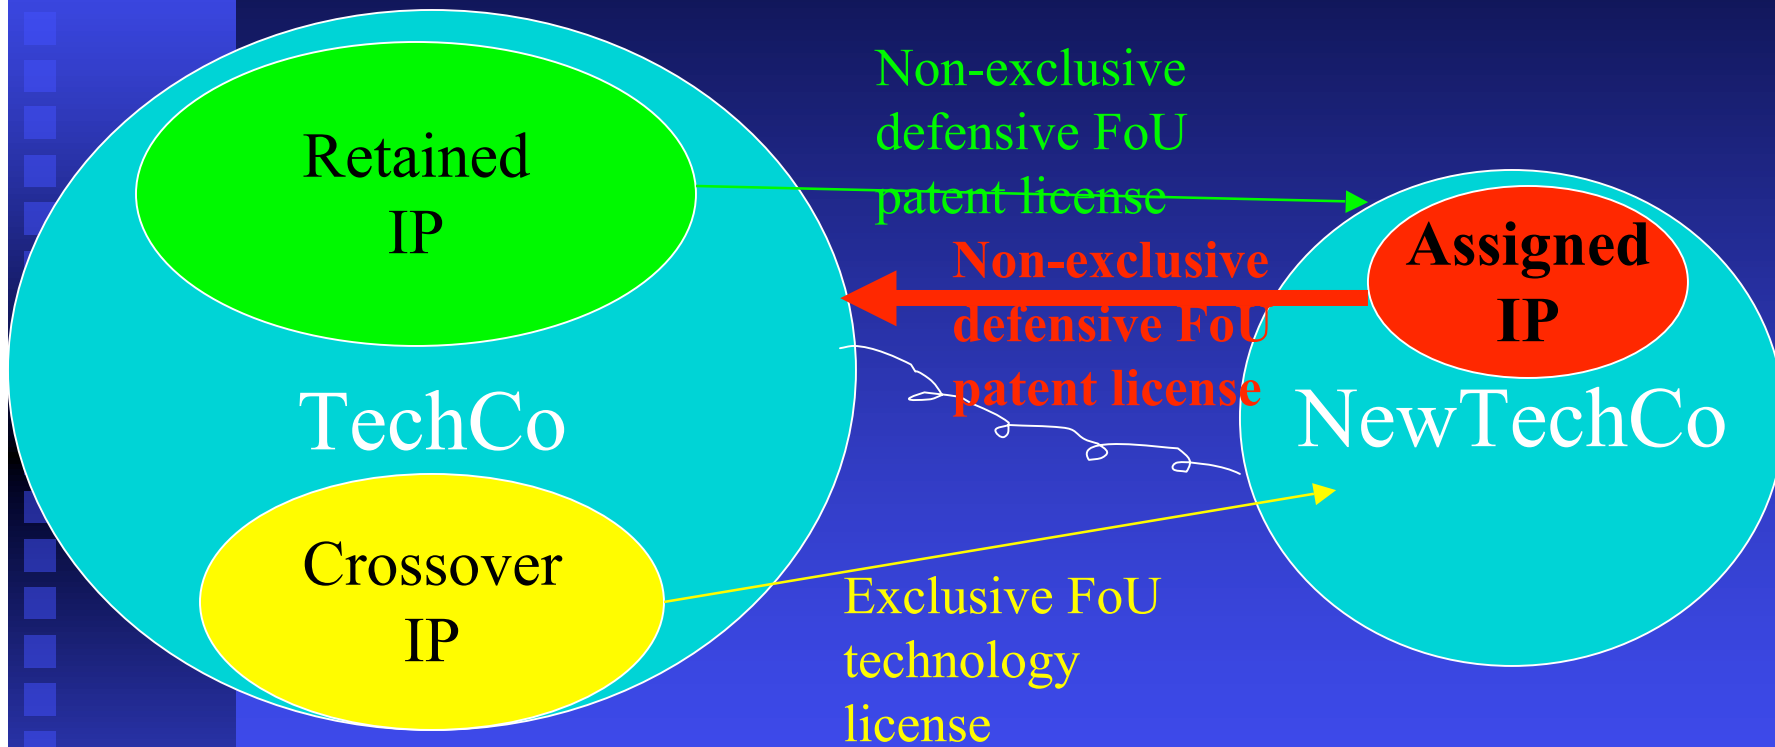 Retained
IP
TechCo
Crossover
IP
Non-exclusive
defensive FoU
patent license
Non-exclusive
defensive FoU
patent license
Exclusive FoU
technology
license
Assigned
IP
NewTechCo